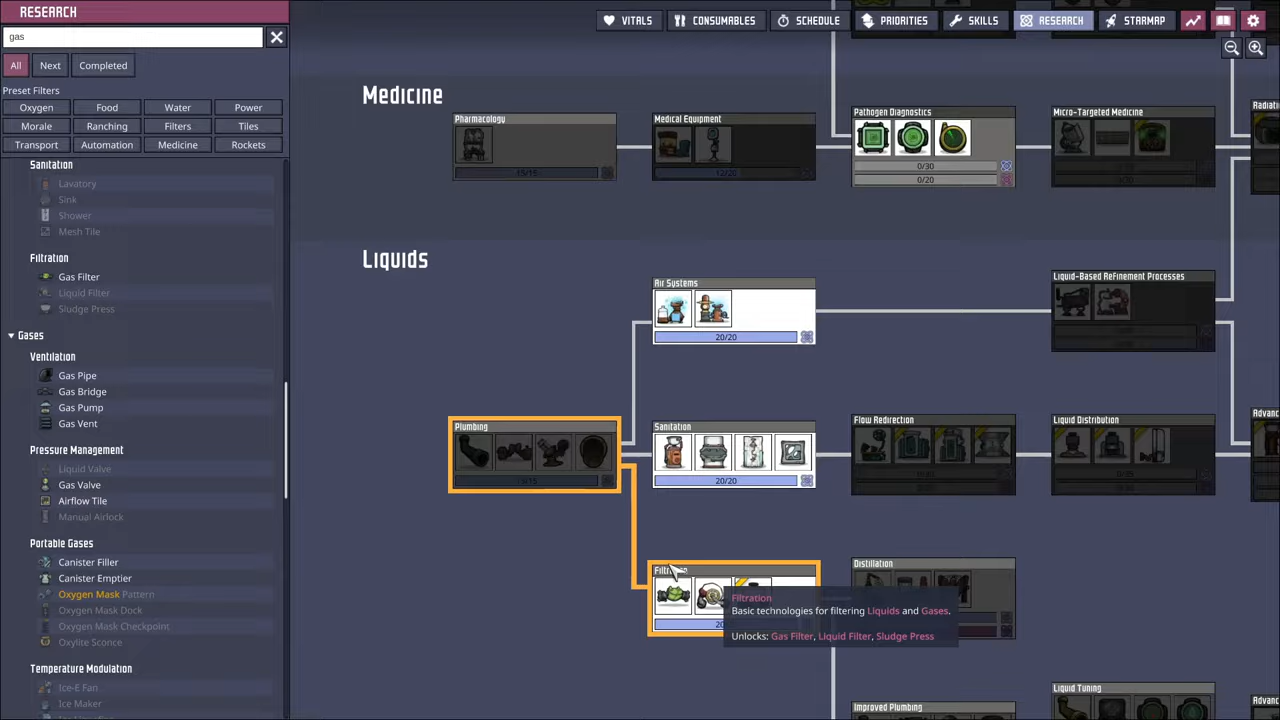 RESEARCH
VITALS
CONSUMABLES
SCHEDULE
PRIORITIES
SKILLS
RESEARCH
STARMAP
gas
All
Next
Completed
Preset Filters
Oxygen
Food
Water
Power
Morale
Ranching
Filters
Tiles
Transport
Automation
Medicine
Rockets
Sanitation
Lavatory
Sink
Shower
Mesh Tile
Filtration
Gas Filter
Liquid Filter
Sludge Press
Gases
Ventilation
Gas Pipe
Gas Bridge
Gas Pump
Gas Vent
Pressure Management
Liquid Valve
Gas Valve
Airflow Tile
Manual Airlock
Portable Gases
Canister Filler
Canister Emptier
Oxygen Mask Pattern
Oxygen Mask Dock
Oxygen Mask Checkpoint
Oxylite Sconce
Temperature Modulation
Ice-E Fan
Ice Maker
Medicine
Pharmacology
15/15
Medical Equipment
12/20
Pathogen Diagnostics
0/30
0/20
Micro-Targeted Medicine
Liquids
Air Systems
20/20
Liquid-Based Refinement Processes
Plumbing
15/15
Sanitation
20/20
Flow Redirection
Liquid Distribution
Filtration
Basic technologies for filtering Liquids and Gases.
Unlocks: Gas Filter, Liquid Filter, Sludge Press
Distillation
Improved Plumbing
Liquid Tuning